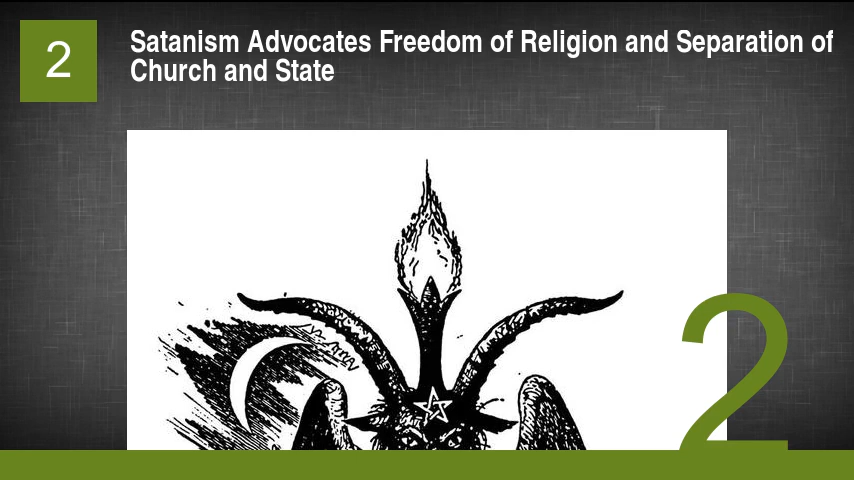 2
Satanism Advocates Freedom of Religion and Separation of
Church and State
2